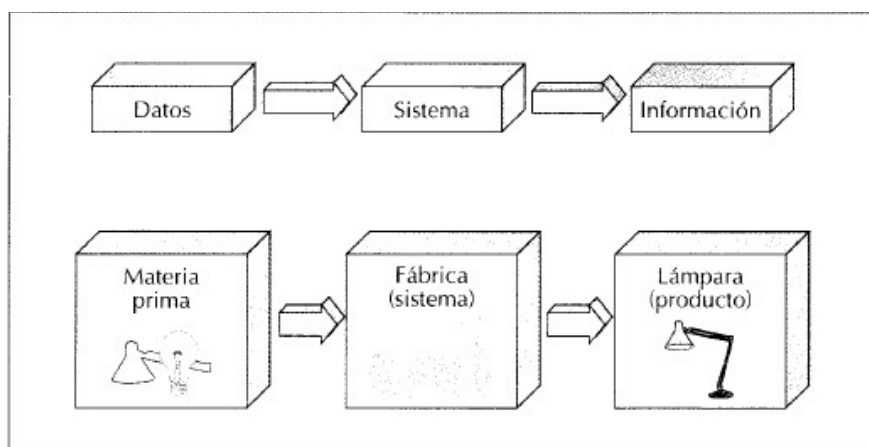 Datos
Sistema
Información
Materia
prima
Fábrica
(sistema)
Lámpara
(producto)